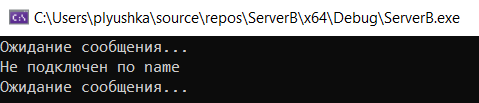 C:\Users\plyushka\source\repos\ServerB\x64\Debug\ServerB.exe
Ожидание сообщения...
Не подключен по name
Ожидание сообщения...